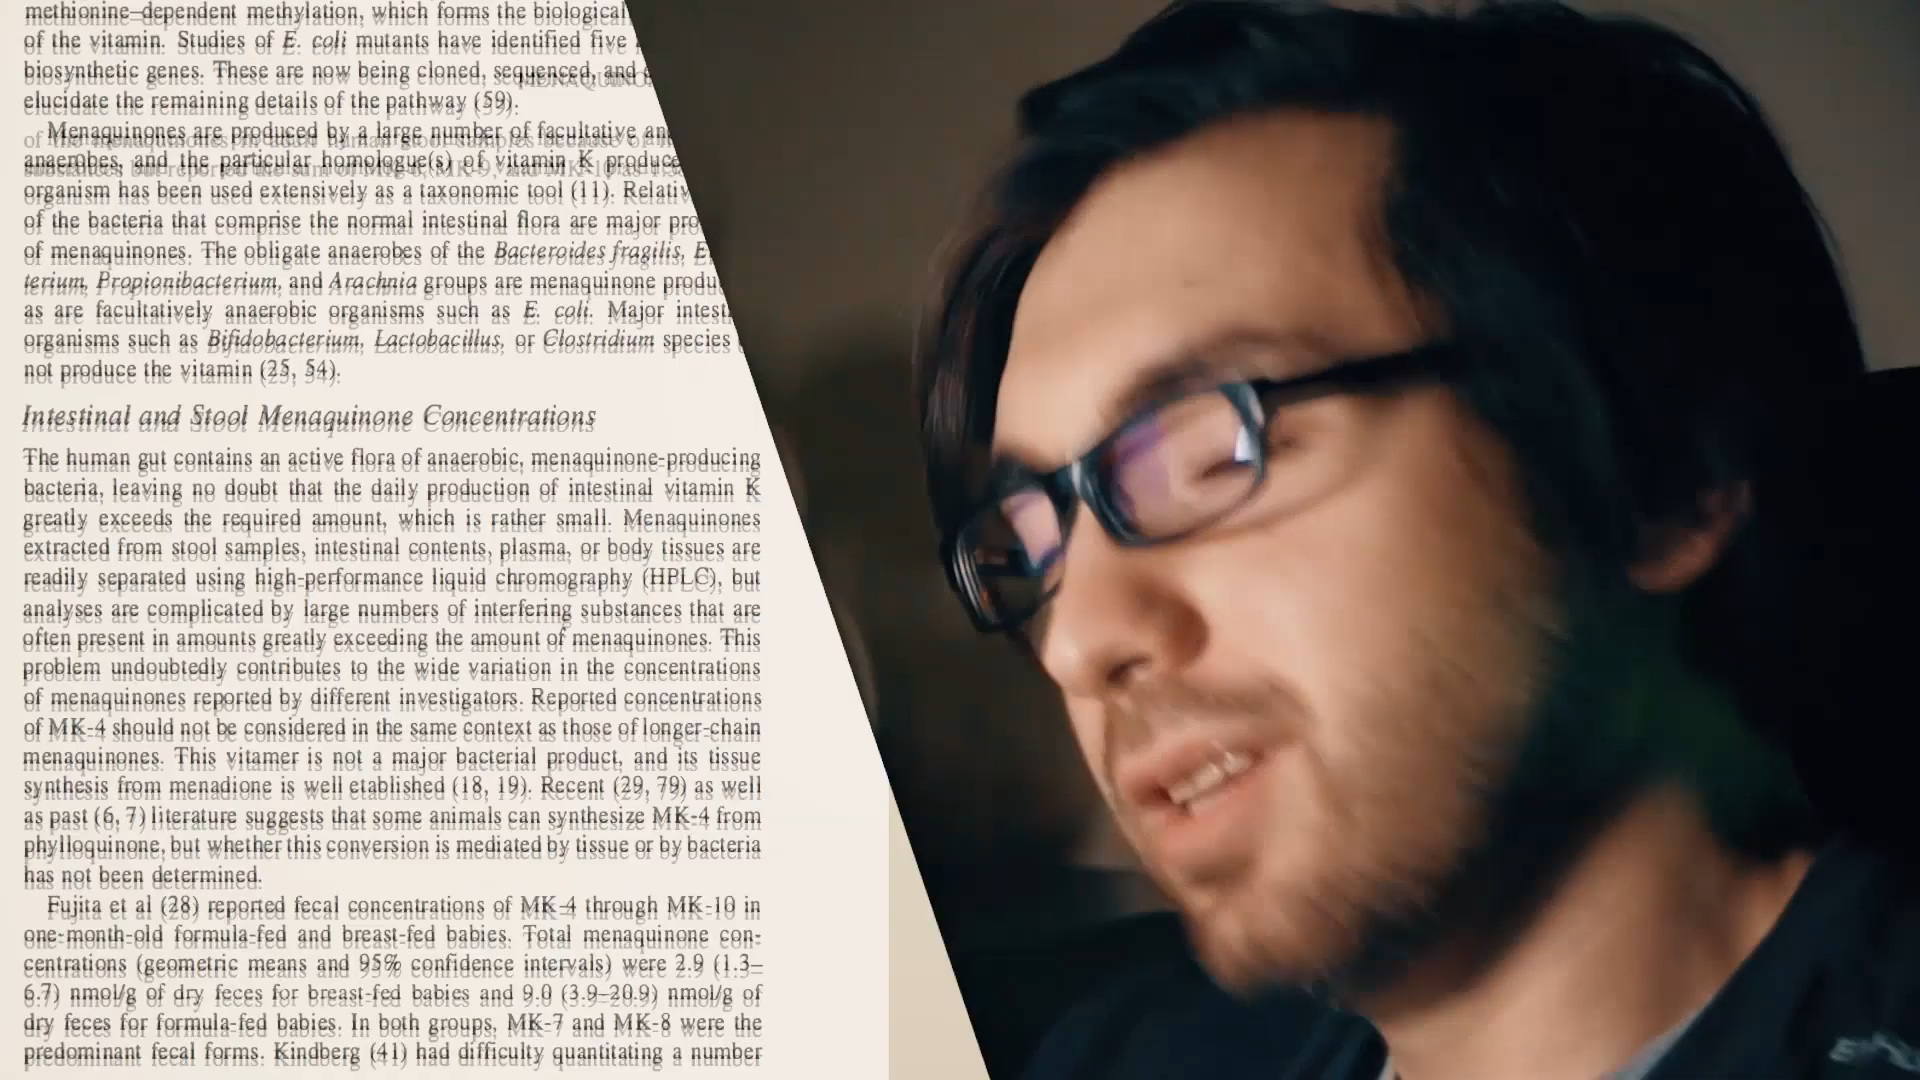 methionine–dependent methylation, which forms the biological
of the vitamin. Studies of E. coli mutants have identified five
biosynthetic genes. These are now being cloned, sequenced, and
elucidate the remaining details of the pathway (59).
Menaquinones are produced by a large number of facultative
anaerobes, and the particular homologue(s) of vitamin K
organism has been used extensively as a taxonomic tool (11).
of the bacteria that comprise the normal intestinal flora are major
of menaquinones. The obligate anaerobes of the Bacteroides fragilis,
terium, Propionibacterium, and Arachnia groups are menaquinone
as are facultatively anaerobic organisms such as E. coli. Major
organisms such as Bifidobacterium, Lactobacillus, or Clostridium species
not produce the vitamin (25, 54).
Intestinal and Stool Menaquinone Concentrations
The human gut contains an active flora of anaerobic, menaquinone-producing
bacteria, leaving no doubt that the daily production of intestinal vitamin K
greatly exceeds the required amount, which is rather small. Menaquinones
extracted from stool samples, intestinal contents, plasma, or body tissues are
readily separated using high-performance liquid chromography (HPLC), but
analyses are complicated by large numbers of interfering substances that are
often present in amounts greatly exceeding the amount of menaquinones. This
problem undoubtedly contributes to the wide variation in the concentrations
of menaquinones reported by different investigators. Reported concentrations
of MK-4 should not be considered in the same context as those of longer-chain
menaquinones. This vitamer is not a major bacterial product, and its tissue
synthesis from menadione is well etablished (18, 19). Recent (29, 79) as well
as past (6, 7) literature suggests that some animals can synthesize MK-4 from
phylloquinone, but whether this conversion is mediated by tissue or by bacteria
has not been determined.
Fujita et al (28) reported fecal concentrations of MK-4 through MK-10 in
one-month-old formula-fed and breast-fed babies. Total menaquinone con-
centrations (geometric means and 95% confidence intervals) were 2.9 (1.3–
6.7) nmol/g of dry feces for breast-fed babies and 9.0 (3.9–20.9) nmol/g of
dry feces for formula-fed babies. In both groups, MK-7 and MK-8 were the
predominant fecal forms. Kindberg (41) had difficulty quantitating a number